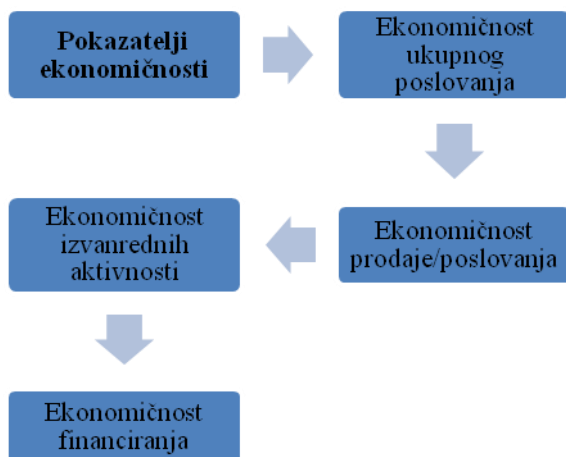 Pokazatelji
ekonomičnosti
Ekonomičnost
ukupnog
poslovanja
Ekonomičnost
prodaje/poslovanja
Ekonomičnost
izvanrednih
aktivnosti
Ekonomičnost
financiranja